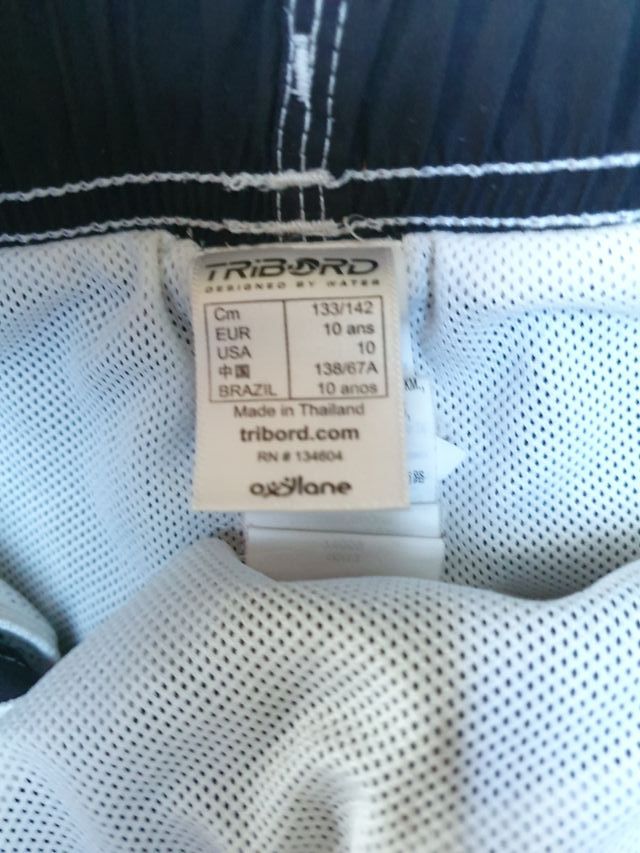 TRIBORD
DESIGNED BY WATER
Cm 133/142
EUR 10 ans
USA 10
中国 138/67A
BRAZIL 10 anos
Made in Thailand
tribord.com
RN # 134604
oxylane